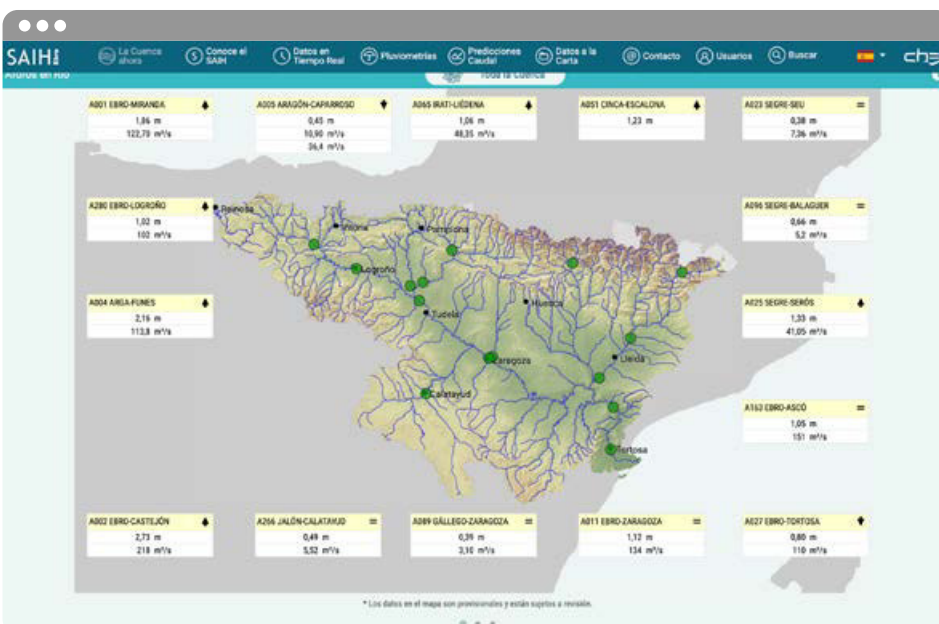 SAIH
La Cuenca ahora
Conoce el SAIH
Datos en Tiempo Real
Pluviometrías
Predicciones Caudal
Datos a la Carta
Contacto
Usuarios
Buscar
che
Aforos en Río
Toda la Cuenca
A001 EBRO-MIRANDA
1,86 m
122,70 m³/s
A005 ARAGÓN-CAPARROSO
0,45 m
10,90 m³/s
36,4 m³/s
A065 IRATI-LIÉDENA
1,06 m
48,35 m³/s
A051 CINCA-ESCALONA
1,23 m
A023 SEGRE-SEU
0,38 m
7,36 m³/s
A280 EBRO-LOGROÑO
1,02 m
102 m³/s
Reinosa
Vitoria
Pamplona
A096 SEGRE-BALAGUER
0,66 m
5,2 m³/s
Logroño
A004 ARGA-FUNES
2,16 m
113,8 m³/s
Tudela
Huesca
A025 SEGRE-SERÓS
1,33 m
41,05 m³/s
Zaragoza
Lleida
Calatayud
A163 EBRO-ASCÓ
1,05 m
151 m³/s
Tortosa
A002 EBRO-CASTEJÓN
2,73 m
218 m³/s
A266 JALÓN-CALATAYUD
0,49 m
5,52 m³/s
A089 GÁLLEGO-ZARAGOZA
0,39 m
3,10 m³/s
A011 EBRO-ZARAGOZA
1,12 m
134 m³/s
A027 EBRO-TORTOSA
0,80 m
110 m³/s
* Los datos en el mapa son provisionales y están sujetos a revisión.